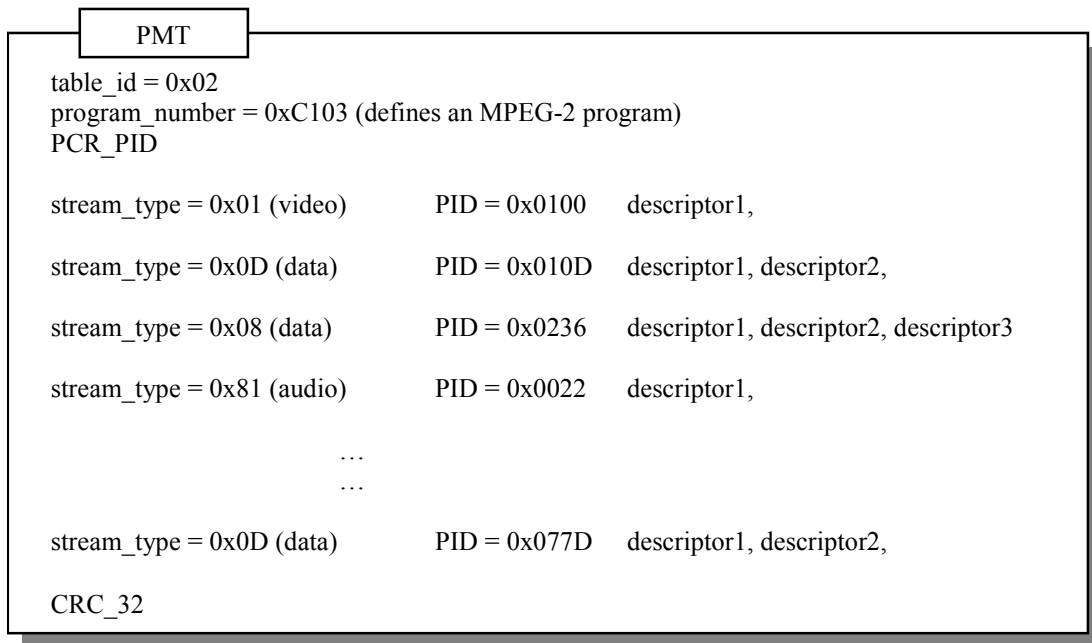 PMT
table_id = 0x02
program_number = 0xC103 (defines an MPEG-2 program)
PCR_PID
stream_type = 0x01 (video) PID = 0x0100 descriptor1,
stream_type = 0x0D (data) PID = 0x010D descriptor1, descriptor2,
stream_type = 0x08 (data) PID = 0x0236 descriptor1, descriptor2, descriptor3
stream_type = 0x81 (audio) PID = 0x0022 descriptor1,
…
…
stream_type = 0x0D (data) PID = 0x077D descriptor1, descriptor2,
CRC_32